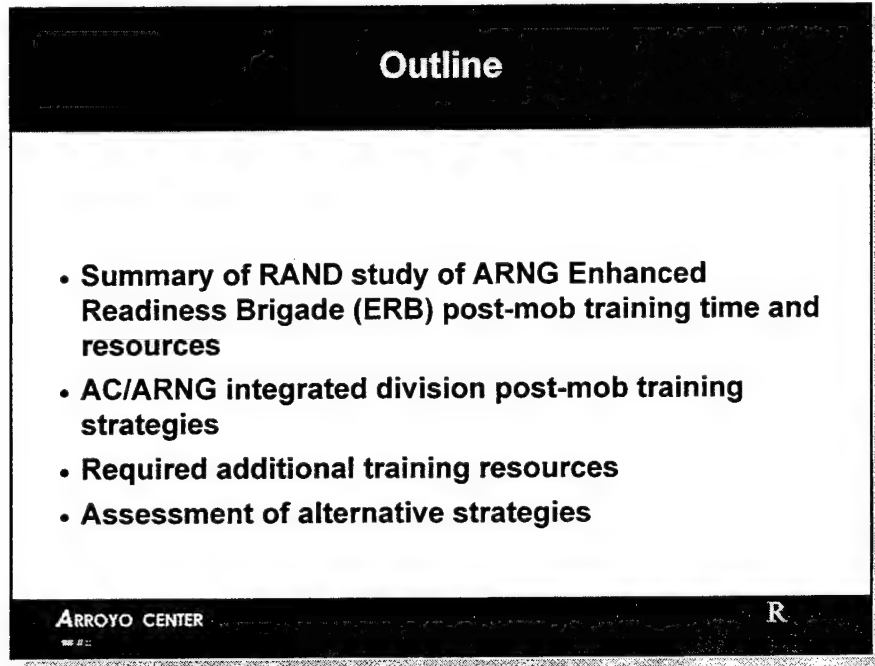 Outline
• Summary of RAND study of ARNG Enhanced
Readiness Brigade (ERB) post-mob training time and
resources
• AC/ARNG integrated division post-mob training
strategies
• Required additional training resources
• Assessment of alternative strategies
ARROYO CENTER
R